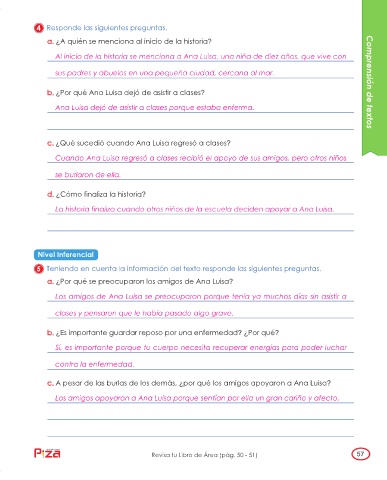 4 Responde las siguientes preguntas.
a. ¿A quién se menciona al inicio de la historia?
Al inicio de la historia se menciona a Ana Luisa, una niña de diez años, que vive con
sus padres y abuelos en una pequeña ciudad, cercana al mar.
b. ¿Por qué Ana Luisa dejó de asistir a clases?
Ana Luisa dejó de asistir a clases porque estaba enferma.
c. ¿Qué sucedió cuando Ana Luisa regresó a clases?
Cuando Ana Luisa regresó a clases recibió el apoyo de sus amigos, pero otros niños
se burlaron de ella.
d. ¿Cómo finaliza la historia?
La historia finaliza cuando otros niños de la escuela deciden apoyar a Ana Luisa.
Nivel Inferencial
5 Teniendo en cuenta la información del texto responde las siguientes preguntas.
a. ¿Por qué se preocuparon los amigos de Ana Luisa?
Los amigos de Ana Luisa se preocuparon porque tenía ya muchos días sin asistir a
clases y pensaron que le había pasado algo grave.
b. ¿Es importante guardar reposo por una enfermedad? ¿Por qué?
Sí, es importante porque tu cuerpo necesita recuperar energías para poder luchar
contra la enfermedad.
c. A pesar de las burlas de los demás, ¿por qué los amigos apoyaron a Ana Luisa?
Los amigos apoyaron a Ana Luisa porque sentían por ella un gran cariño y afecto.
Comprensión de textos
Piza
Revisa tu Libro de Área (pág. 50 - 51)
57